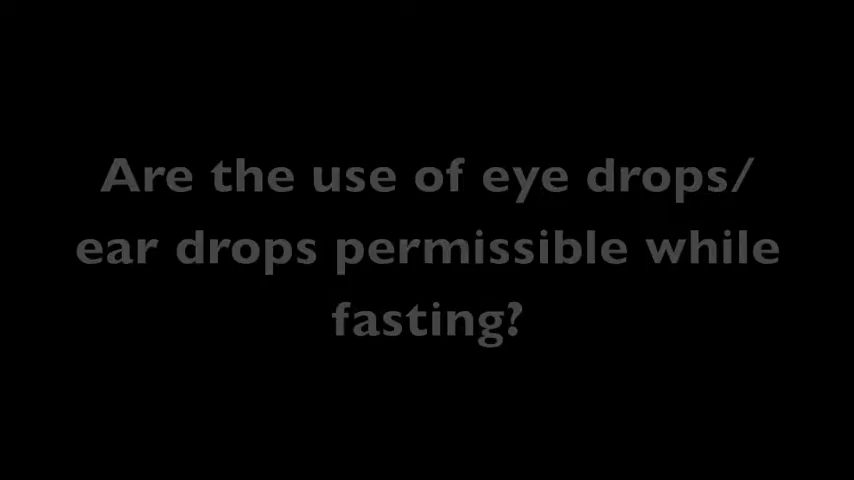 Are the use of eye drops/
ear drops permissible while
fasting?